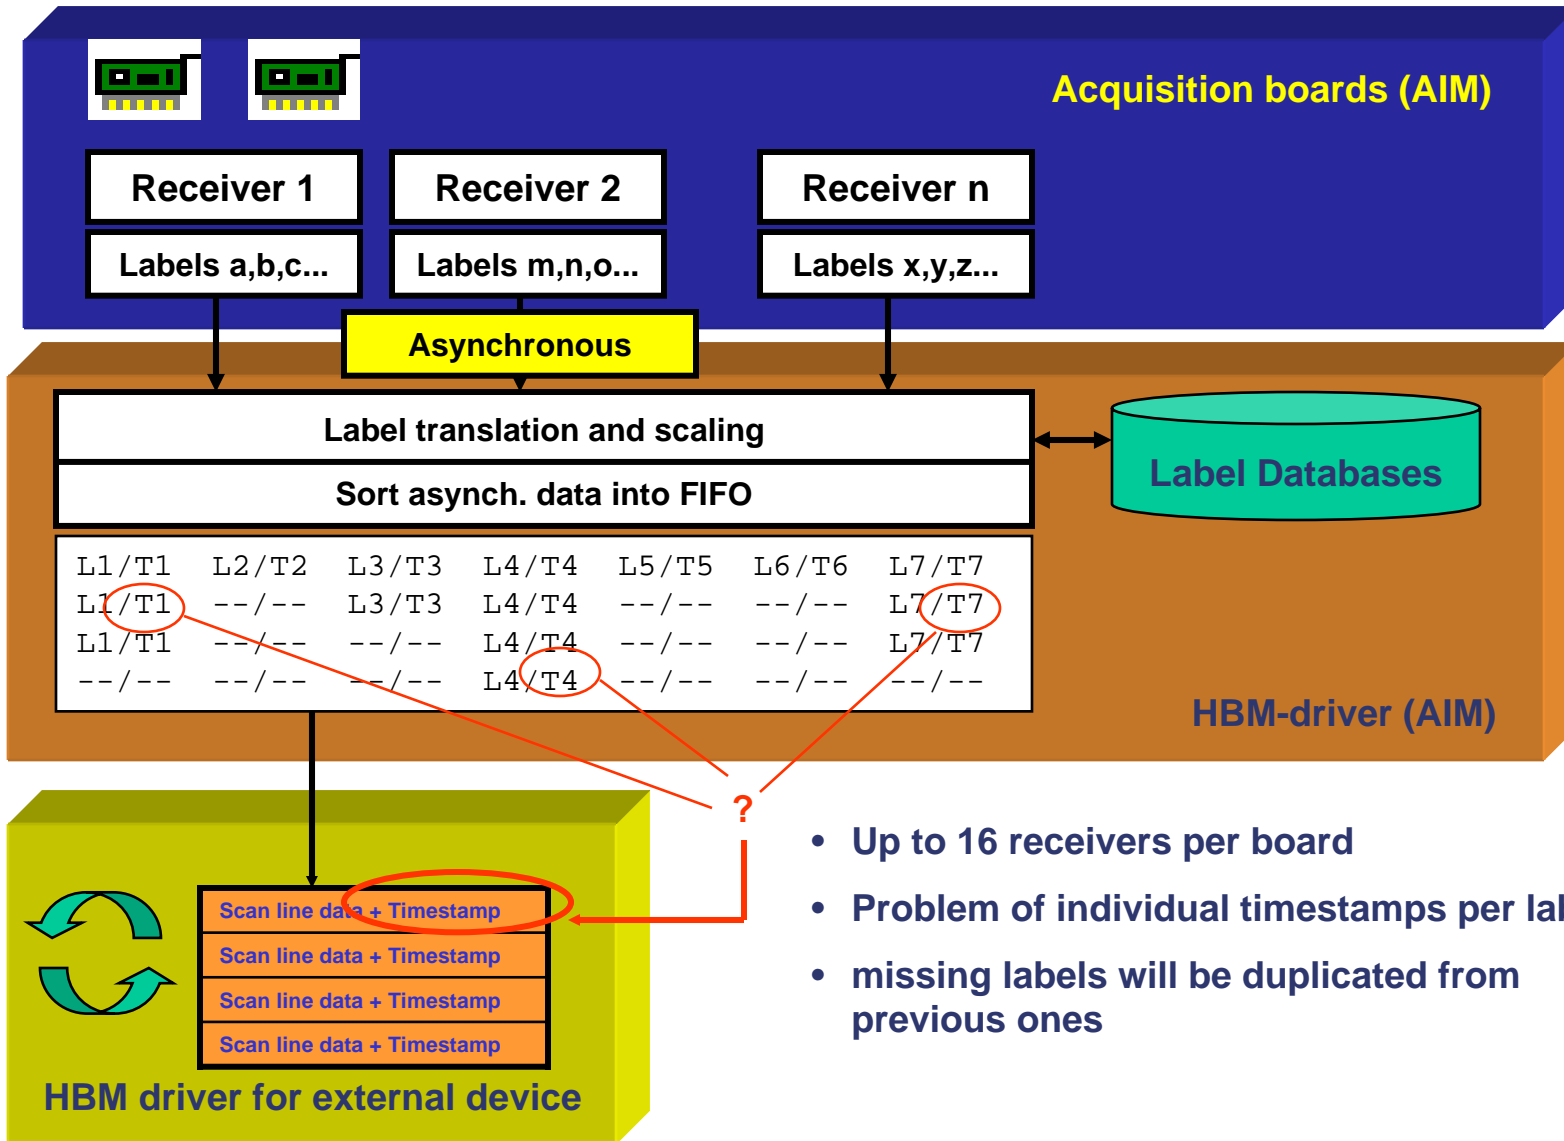 Acquisition boards (AIM)
Receiver 1 Receiver 2 Receiver n
Labels a,b,c... Labels m,n,o... Labels x,y,z...
Asynchronous
Label translation and scaling
Sort asynch. data into FIFO
Label Databases
L1/T1 L2/T2 L3/T3 L4/T4 L5/T5 L6/T6 L7/T7
L1/T1 --/-- L3/T3 L4/T4 --/-- --/-- L7/T7
L1/T1 --/-- --/-- L4/T4 --/-- --/-- L7/T7
--/-- --/-- --/-- L4/T4 --/-- --/-- --/--
HBM-driver (AIM)
?
Scan line data + Timestamp
Scan line data + Timestamp
Scan line data + Timestamp
Scan line data + Timestamp
HBM driver for external device
• Up to 16 receivers per board
• Problem of individual timestamps per
• missing labels will be duplicated from
previous ones